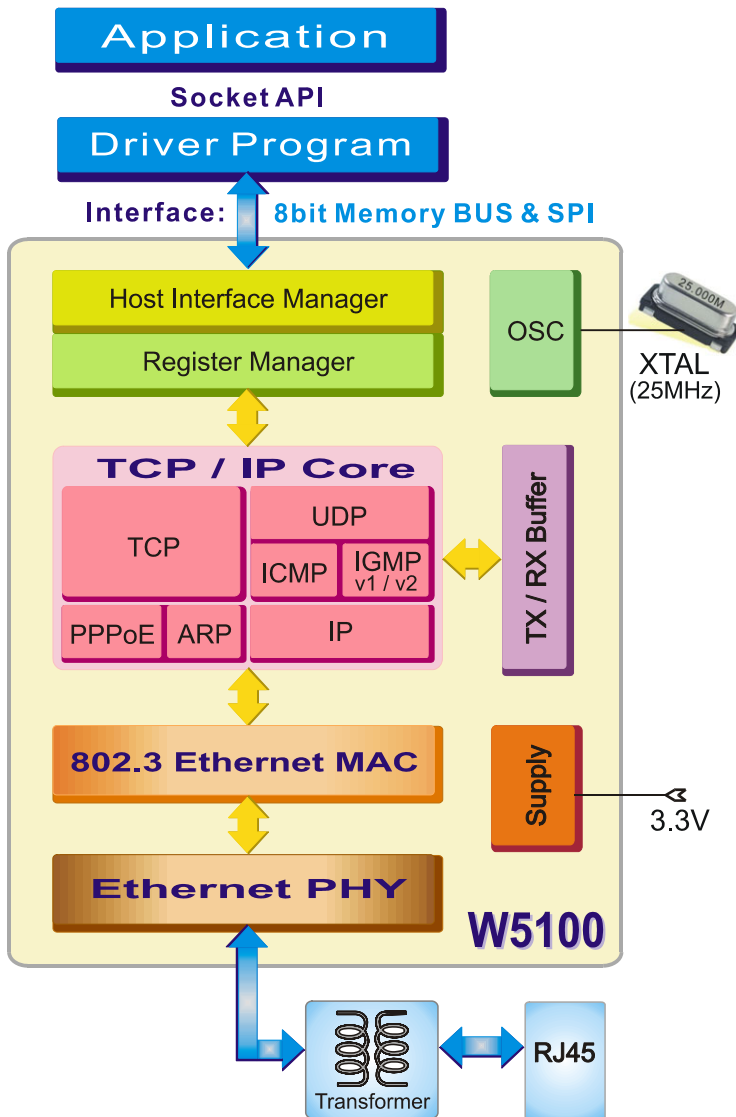 Application
Socket API
Driver Program
Interface: 8bit Memory BUS & SPI
Host Interface Manager
Register Manager
OSC
25.000M
XTAL
(25MHz)
TCP / IP Core
TCP
UDP
ICMP
IGMP
v1 / v2
PPPoE
ARP
IP
TX / RX Buffer
802.3 Ethernet MAC
Supply
3.3V
Ethernet PHY
W5100
Transformer
RJ45